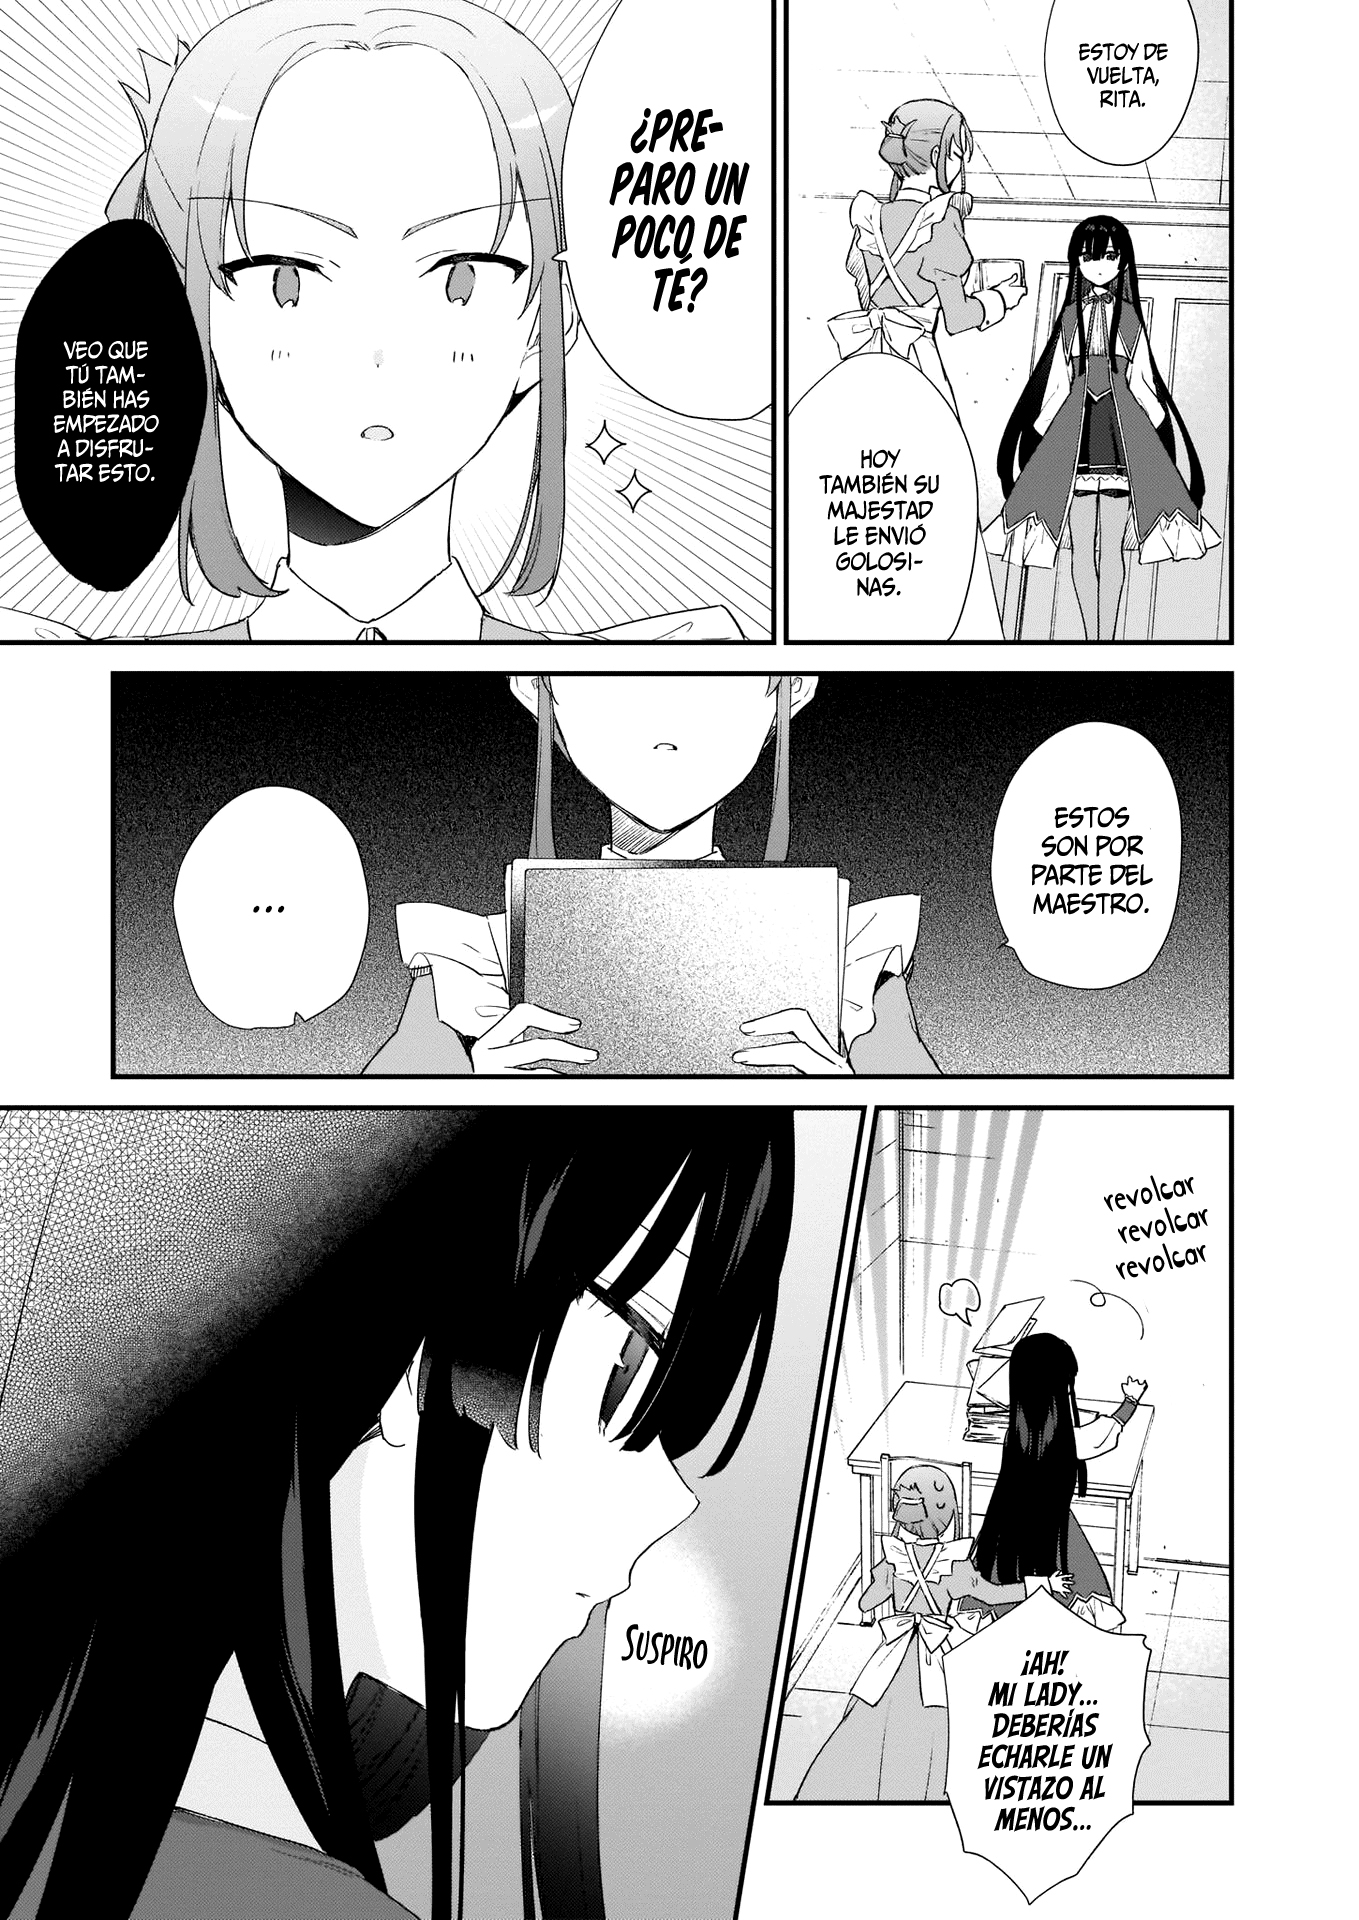 ESTOY DE
VUELTA,
RITA.
HOY
TAMBIÉN SU
MAJESTAD
LE ENVIÓ
GOLOSI-
NAS.
¿PRE-
PARO UN
POCO DE
TÉ?
VEO QUE
TÚ TAM-
BIÉN HAS
EMPEZADO
A DISFRU-
TAR ESTO.
ESTOS
SON POR
PARTE DEL
MAESTRO.
...
revolcar
revolcar
revolcar
¡AH!
MI LADY...
DEBERÍAS
ECHARLE UN
VISTAZO AL
MENOS...
SUSPIRO